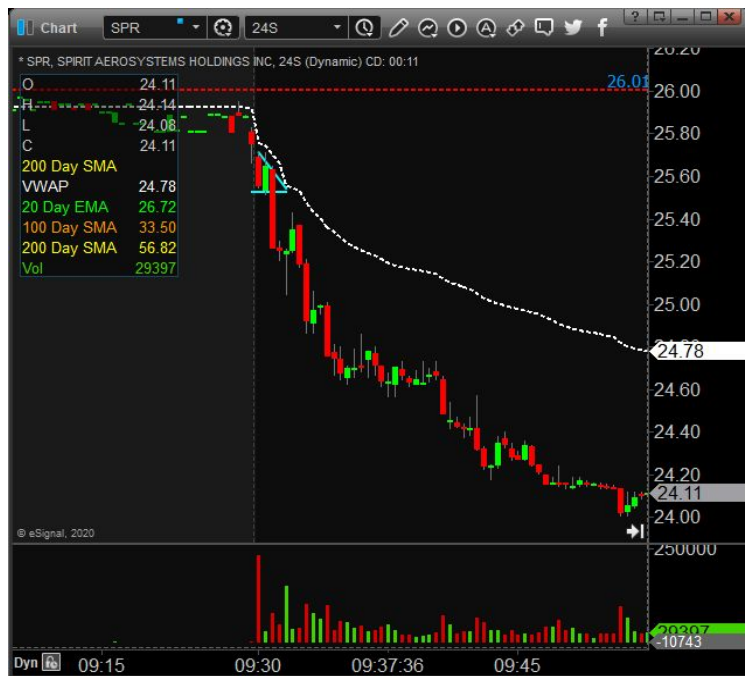 Chart SPR 24S
* SPR, SPIRIT AEROSYSTEMS HOLDINGS INC, 24S (Dynamic) CD: 00:11
O 24.11
H 24.14
L 24.08
C 24.11
200 Day SMA
VWAP 24.78
20 Day EMA 26.72
100 Day SMA 33.50
200 Day SMA 56.82
Vol 29397
26.20
26.01
26.00
25.80
25.60
25.40
25.20
25.00
24.78
24.60
24.40
24.20
24.11
24.00
© eSignal, 2020
250000
29397
-10743
Dyn 09:15 09:30 09:37:36 09:45